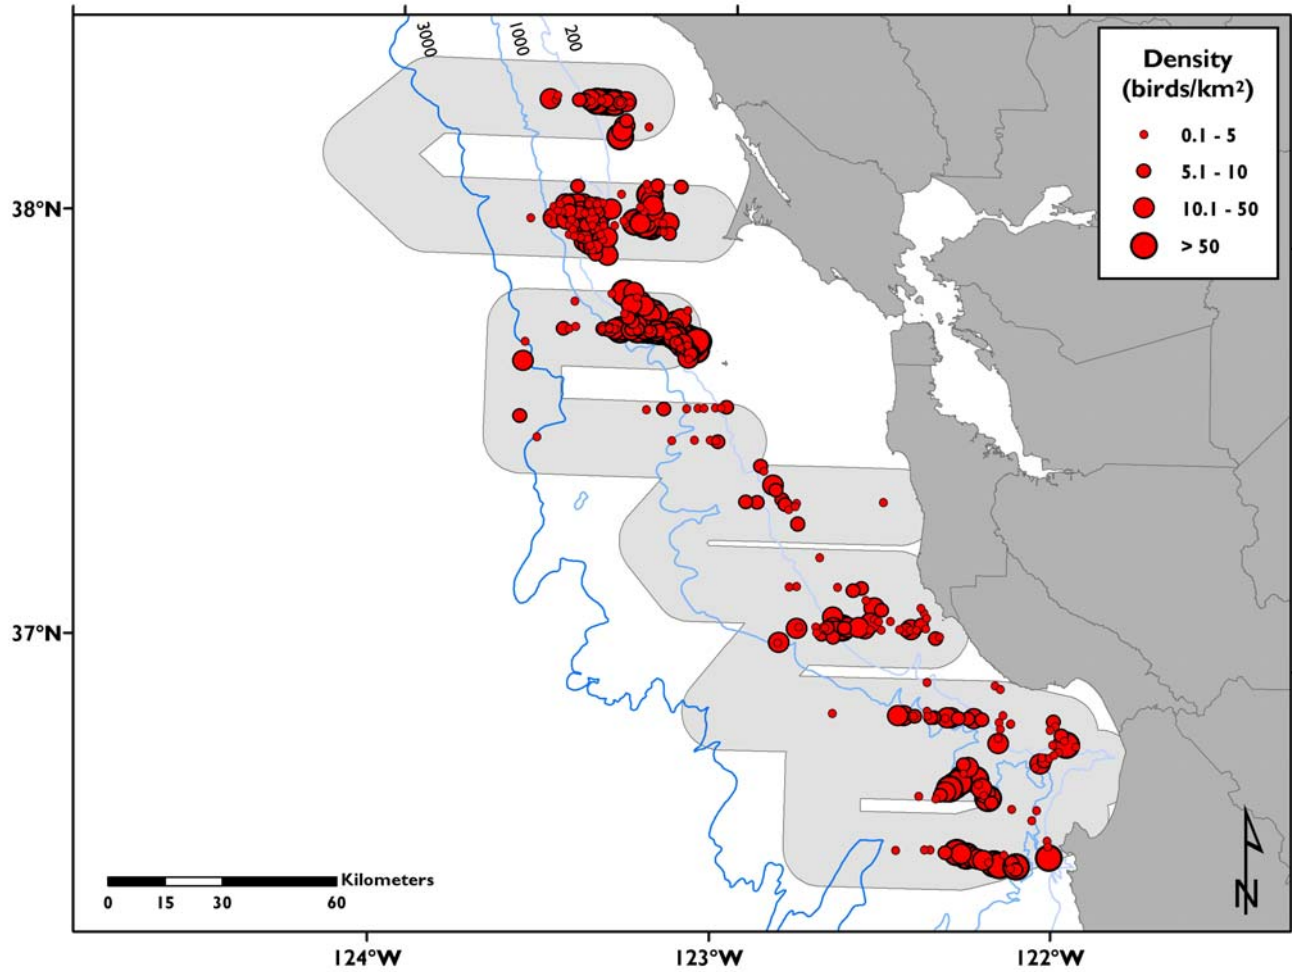 3000
1000
200
Density
(birds/km²)
0.1 - 5
5.1 - 10
10.1 - 50
> 50
38°N
37°N
Kilometers
0 15 30 60
N
124°W 123°W 122°W